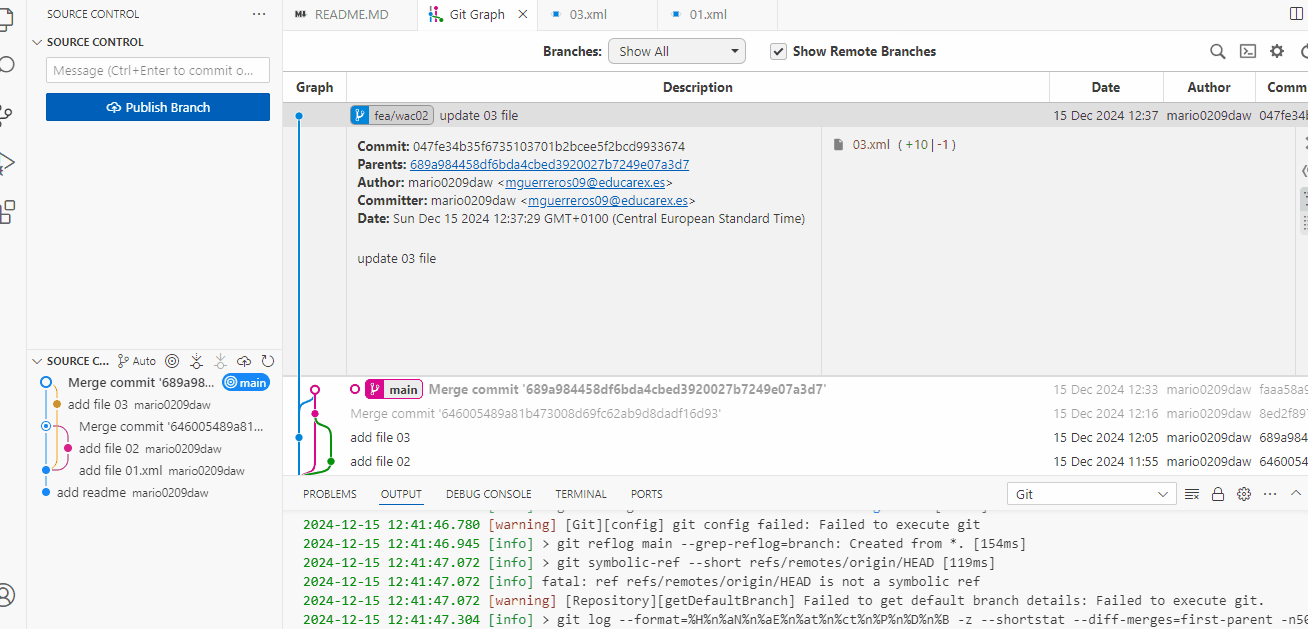 SOURCE CONTROL ...
SOURCE CONTROL
Message (Ctrl+Enter to commit o...
Publish Branch
SOURCE C... Auto
Merge commit '689a98... main
add file 03 mario0209daw
Merge commit '646005489a81...
add file 02 mario0209daw
add file 01.xml mario0209daw
add readme mario0209daw
README.MD Git Graph 03.xml 01.xml
Branches: Show All Show Remote Branches
Graph Description Date Author Comm
fea/wac02 update 03 file 15 Dec 2024 12:37 mario0209daw 047fe34b
Commit: 047fe34b35f6735103701b2bcee5f2bcd9933674
Parents: 689a984458df6bda4cbed3920027b7249e07a3d7
Author: mario0209daw <mguerreros09@educarex.es>
Committer: mario0209daw <mguerreros09@educarex.es>
Date: Sun Dec 15 2024 12:37:29 GMT+0100 (Central European Standard Time)
update 03 file
03.xml ( +10 | -1 )
main Merge commit '689a984458df6bda4cbed3920027b7249e07a3d7' 15 Dec 2024 12:33 mario0209daw faaa58a9
Merge commit '646005489a81b473008d69fc62ab9d8dadf16d93' 15 Dec 2024 12:16 mario0209daw 8ed2f897
add file 03 15 Dec 2024 12:05 mario0209daw 689a984
add file 02 15 Dec 2024 11:55 mario0209daw 6460054
PROBLEMS OUTPUT DEBUG CONSOLE TERMINAL PORTS Git ...
2024-12-15 12:41:46.780 [warning] [Git][config] git config failed: Failed to execute git
2024-12-15 12:41:46.945 [info] > git reflog main --grep-reflog=branch: Created from *. [154ms]
2024-12-15 12:41:47.072 [info] > git symbolic-ref --short refs/remotes/origin/HEAD [119ms]
2024-12-15 12:41:47.072 [info] fatal: ref refs/remotes/origin/HEAD is not a symbolic ref
2024-12-15 12:41:47.072 [warning] [Repository][getDefaultBranch] Failed to get default branch details: Failed to execute git.
2024-12-15 12:41:47.304 [info] > git log --format=%H%n%aN%n%aE%n%at%n%ct%n%P%n%D%n%B -z --shortstat --diff-merges=first-parent -n50